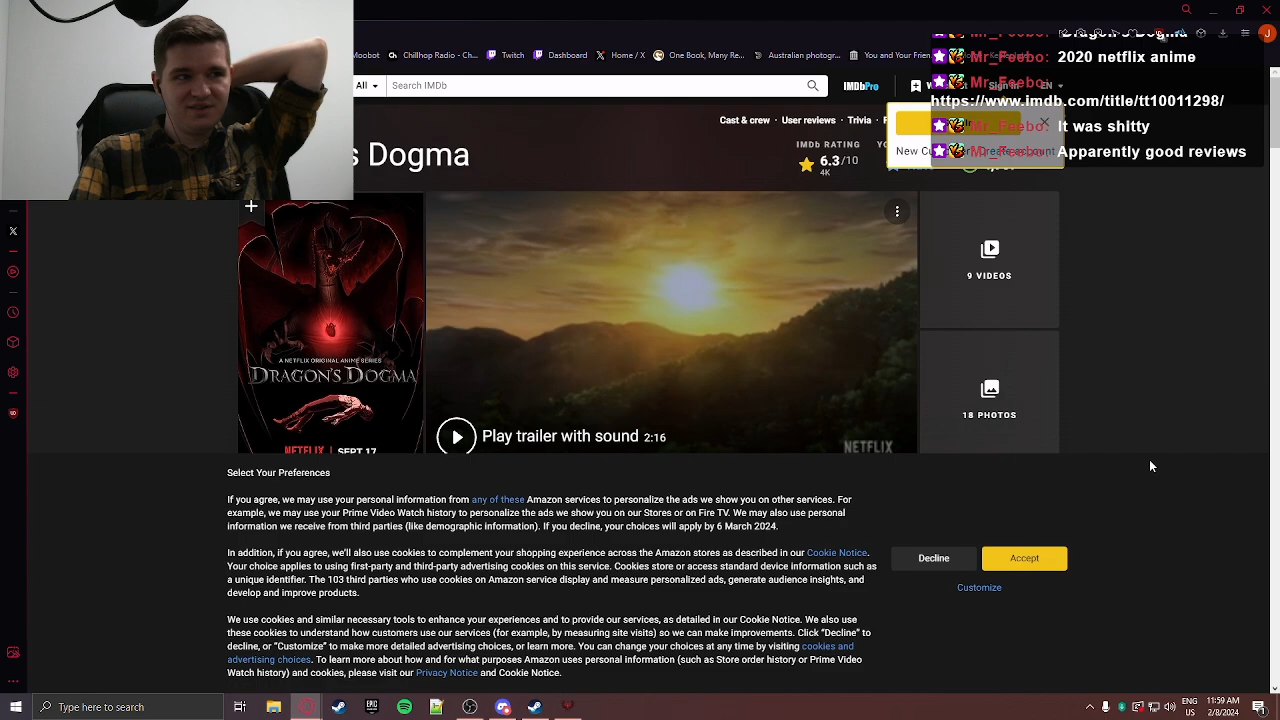 Moobot
Chillhop Radio - Ch...
Twitch
Dashboard
Home / X
One Book, Many Ben...
Australian photograp...
You and Your Friend
Mr_Feebo:
Mr_Feebo: 2020 netflix anime
Mr_Feebo:
https://www.imdb.com/title/tt10011298/
Mr_Feebo: It was shitty
Mr_Feebo: Apparently good reviews
All
Search IMDb
IMDbPro
Sign In
EN
Cast & crew · User reviews · Trivia
New Customer? Create account
s Dogma
IMDb RATING
6.3/10
4K
9 VIDEOS
18 PHOTOS
A NETFLIX ORIGINAL ANIME SERIES
DRAGON'S DOGMA
NETFLIX | SEPT 17
Play trailer with sound 2:16
NETFLIX
Select Your Preferences
If you agree, we may use your personal information from any of these Amazon services to personalize the ads we show you on other services. For
example, we may use your Prime Video Watch history to personalize the ads we show you on our Stores or on Fire TV. We may also use personal
information we receive from third parties (like demographic information). If you decline, your choices will apply by 6 March 2024.
In addition, if you agree, we'll also use cookies to complement your shopping experience across the Amazon stores as described in our Cookie Notice.
Your choice applies to using first-party and third-party advertising cookies on this service. Cookies store or access standard device information such as
a unique identifier. The 103 third parties who use cookies on Amazon service display and measure personalized ads, generate audience insights, and
develop and improve products.
Decline
Accept
Customize
We use cookies and similar necessary tools to enhance your experiences and to provide our services, as detailed in our Cookie Notice. We also use
these cookies to understand how customers use our services (for example, by measuring site visits) so we can make improvements. Click “Decline” to
decline, or “Customize” to make more detailed advertising choices, or learn more. You can change your choices at any time by visiting cookies and
advertising choices. To learn more about how and for what purposes Amazon uses personal information (such as Store order history or Prime Video
Watch history) and cookies, please visit our Privacy Notice and Cookie Notice.
Type here to search
EPIC
ENG
11:59 AM
2/8/2024